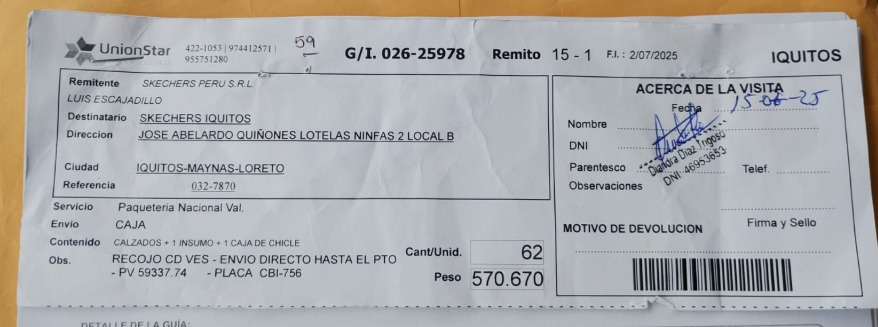 UnionStar 422-1053 | 974412571 | 955751280
59
G/I. 026-25978 Remito 15 - 1 F.I. : 2/07/2025 IQUITOS
Remitente SKECHERS PERU S.R.L.
LUIS ESCAJADILLO
Destinatario SKECHERS IQUITOS
Direccion JOSE ABELARDO QUIÑONES LOTELAS NINFAS 2 LOCAL B
Ciudad IQUITOS-MAYNAS-LORETO
Referencia 032-7870
Servicio Paqueteria Nacional Val.
Envio CAJA
Contenido CALZADOS + 1 INSUMO + 1 CAJA DE CHICLE
Obs. RECOJO CD VES - ENVIO DIRECTO HASTA EL PTO
- PV 59337.74 - PLACA CBI-756
Cant/Unid. 62
Peso 570.670
ACERCA DE LA VISITA
Fecha 15-06-25
Nombre
DNI
Parentesco Telef.
Observaciones
Diandra Diaz
DNI: 46953653
MOTIVO DE DEVOLUCION Firma y Sello
DETALLE DE LA GUÍA: